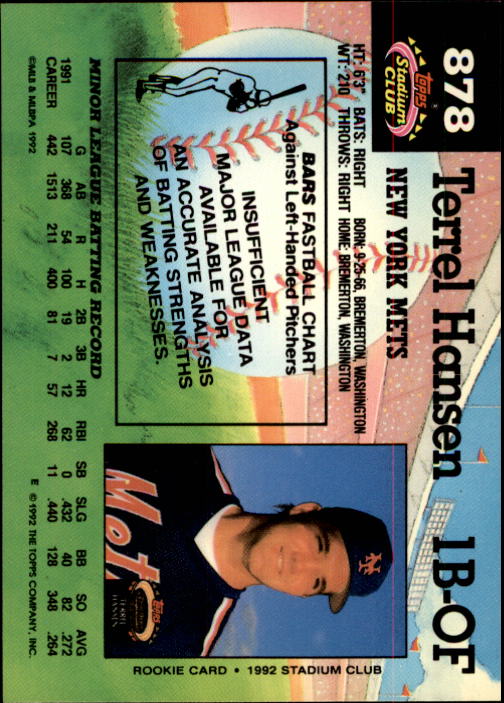 878
Topps
Stadium
CLUB
Terrel Hansen 1B-OF
NEW YORK METS
HT: 6'3" BATS: RIGHT BORN: 9-25-66, BREMERTON, WASHINGTON
WT: 210 THROWS: RIGHT HOME: BREMERTON, WASHINGTON
BARS FASTBALL CHART
Against Left-Handed Pitchers
INSUFFICIENT
MAJOR LEAGUE DATA
AVAILABLE FOR
AN ACCURATE ANALYSIS
OF BATTING STRENGTHS
AND WEAKNESSES.
NY
Met
Topps
TERREL
HANSEN
MINOR LEAGUE BATTING RECORD
G AB R H 2B 3B HR RBI SB SLG BB SO AVG
1991 107 368 54 100 19 2 12 62 0 .432 40 82 .272
CAREER 442 1513 211 400 81 7 57 268 11 .440 128 348 .264
©MLB & MLBPA 1992 E © 1992 THE TOPPS COMPANY, INC.
ROOKIE CARD • 1992 STADIUM CLUB